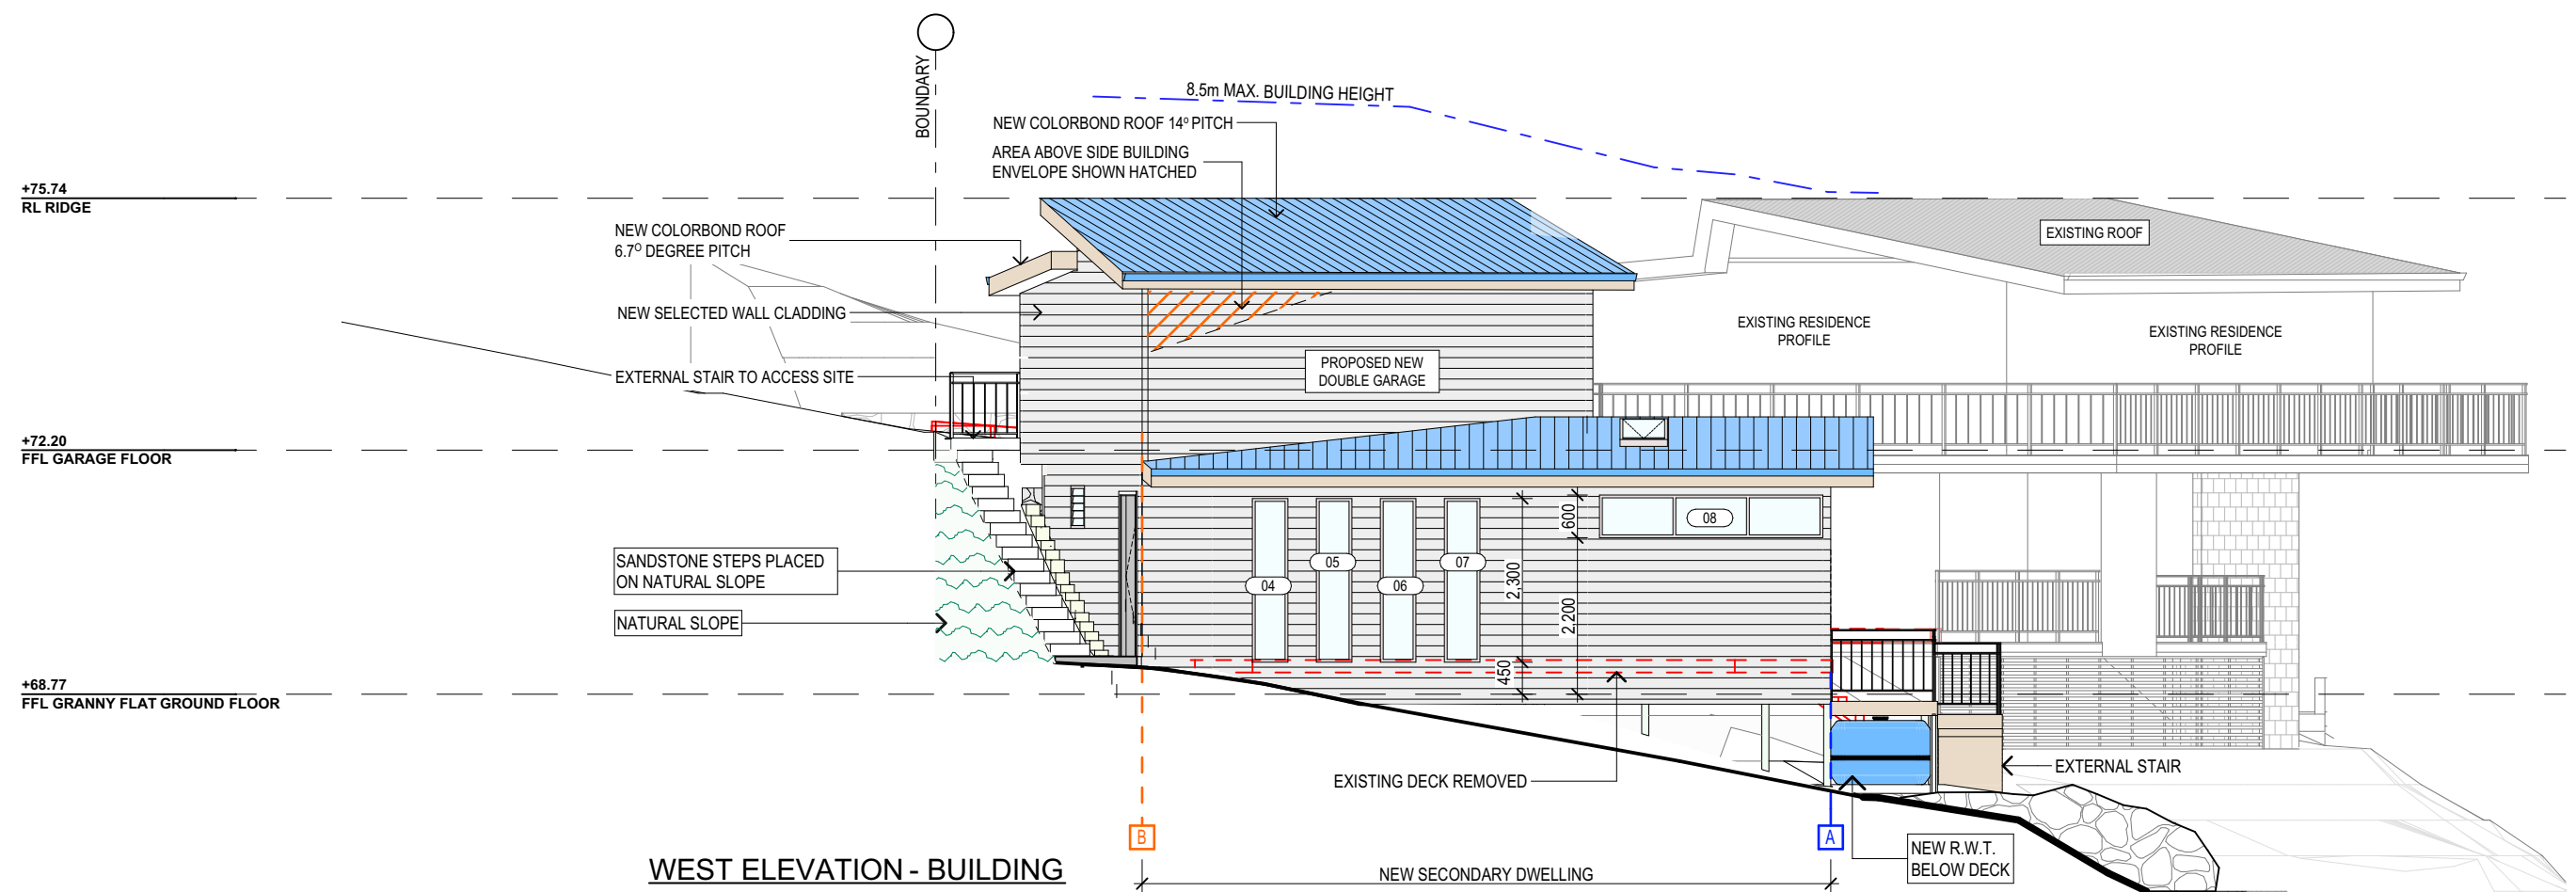 BOUNDARY
8.5m MAX. BUILDING HEIGHT
NEW COLORBOND ROOF 14º PITCH
AREA ABOVE SIDE BUILDING
ENVELOPE SHOWN HATCHED
+75.74
RL RIDGE
NEW COLORBOND ROOF
6.7º DEGREE PITCH
EXISTING ROOF
NEW SELECTED WALL CLADDING
EXISTING RESIDENCE
PROFILE
EXISTING RESIDENCE
PROFILE
PROPOSED NEW
DOUBLE GARAGE
EXTERNAL STAIR TO ACCESS SITE
+72.20
FFL GARAGE FLOOR
600
08
SANDSTONE STEPS PLACED
ON NATURAL SLOPE
04
05
06
07
2,300
2,200
NATURAL SLOPE
450
+68.77
FFL GRANNY FLAT GROUND FLOOR
EXISTING DECK REMOVED
EXTERNAL STAIR
B
A
NEW R.W.T.
BELOW DECK
WEST ELEVATION - BUILDING
NEW SECONDARY DWELLING